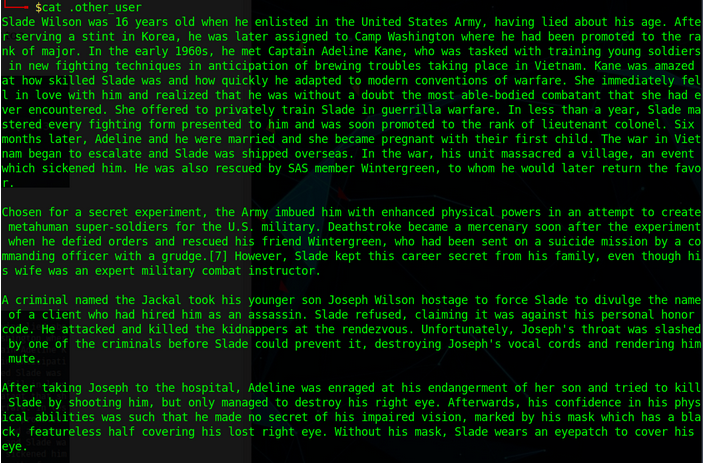 $cat .other_user
Slade Wilson was 16 years old when he enlisted in the United States Army, having lied about his age. Afte
r serving a stint in Korea, he was later assigned to Camp Washington where he had been promoted to the ra
nk of major. In the early 1960s, he met Captain Adeline Kane, who was tasked with training young soldiers
 in new fighting techniques in anticipation of brewing troubles taking place in Vietnam. Kane was amazed
at how skilled Slade was and how quickly he adapted to modern conventions of warfare. She immediately fel
l in love with him and realized that he was without a doubt the most able-bodied combatant that she had e
ver encountered. She offered to privately train Slade in guerrilla warfare. In less than a year, Slade ma
stered every fighting form presented to him and was soon promoted to the rank of lieutenant colonel. Six
months later, Adeline and he were married and she became pregnant with their first child. The war in Viet
nam began to escalate and Slade was shipped overseas. In the war, his unit massacred a village, an event
which sickened him. He was also rescued by SAS member Wintergreen, to whom he would later return the favo
r.

Chosen for a secret experiment, the Army imbued him with enhanced physical powers in an attempt to create
 metahuman super-soldiers for the U.S. military. Deathstroke became a mercenary soon after the experiment
 when he defied orders and rescued his friend Wintergreen, who had been sent on a suicide mission by a co
mmanding officer with a grudge.[7] However, Slade kept this career secret from his family, even though hi
s wife was an expert military combat instructor.

A criminal named the Jackal took his younger son Joseph Wilson hostage to force Slade to divulge the name
 of a client who had hired him as an assassin. Slade refused, claiming it was against his personal honor
code. He attacked and killed the kidnappers at the rendezvous. Unfortunately, Joseph's throat was slashed
 by one of the criminals before Slade could prevent it, destroying Joseph's vocal cords and rendering him
 mute.

After taking Joseph to the hospital, Adeline was enraged at his endangerment of her son and tried to kill
 Slade by shooting him, but only managed to destroy his right eye. Afterwards, his confidence in his phys
ical abilities was such that he made no secret of his impaired vision, marked by his mask which has a bla
ck, featureless half covering his lost right eye. Without his mask, Slade wears an eyepatch to cover his
eye.